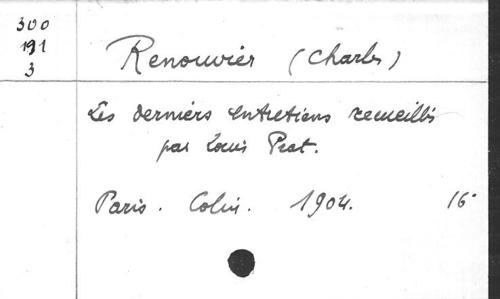 300
191
3
Renouvier (Charles)
Les derniers entretiens recueillis
par Louis Prat.
Paris. Colin. 1904. 16°